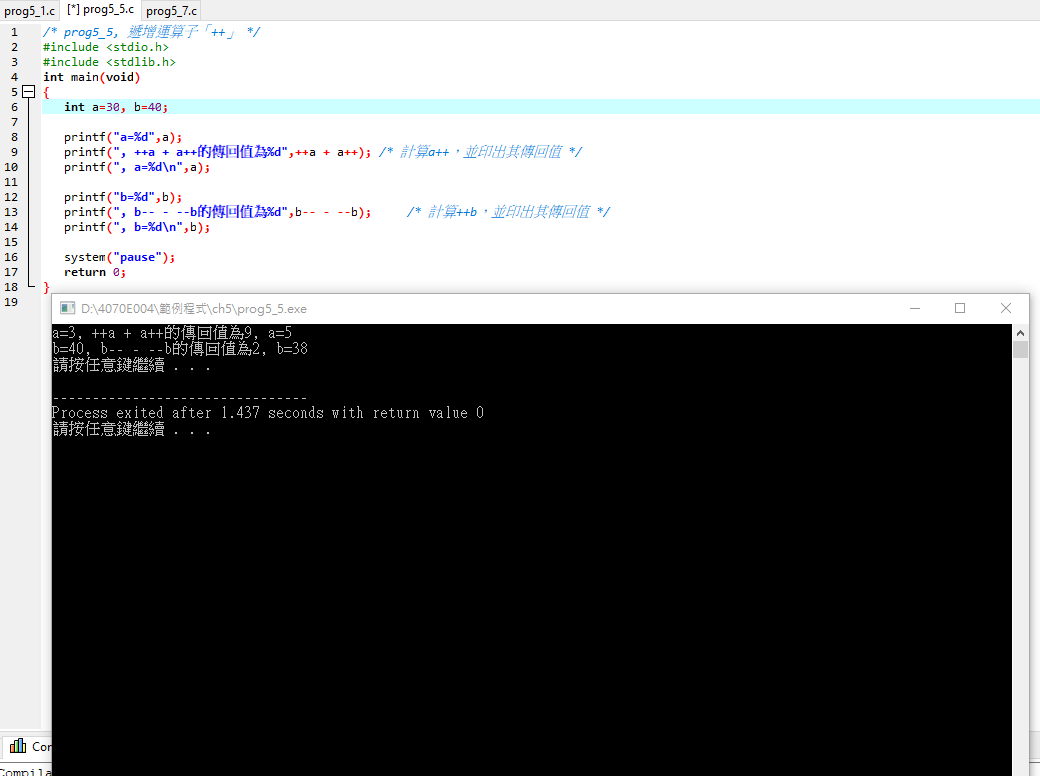 prog5_1.c [*] prog5_5.c prog5_7.c
1 /* prog5_5, 遞增運算子「++」 */
2 #include <stdio.h>
3 #include <stdlib.h>
4 int main(void)
5 {
6 int a=30, b=40;
7
8 printf("a=%d",a);
9 printf(", ++a + a++的傳回值為%d",++a + a++); /* 計算a++，並印出其傳回值 */
10 printf(", a=%d\n",a);
11
12 printf("b=%d",b);
13 printf(", b-- - --b的傳回值為%d",b-- - --b); /* 計算++b，並印出其傳回值 */
14 printf(", b=%d\n",b);
15
16 system("pause");
17 return 0;
18 }
19
D:\4070E004\範例程式\ch5\prog5_5.exe
a=3, ++a + a++的傳回值為9, a=5
b=40, b-- - --b的傳回值為2, b=38
請按任意鍵繼續 . . .
--------------------------------
Process exited after 1.437 seconds with return value 0
請按任意鍵繼續 . . .